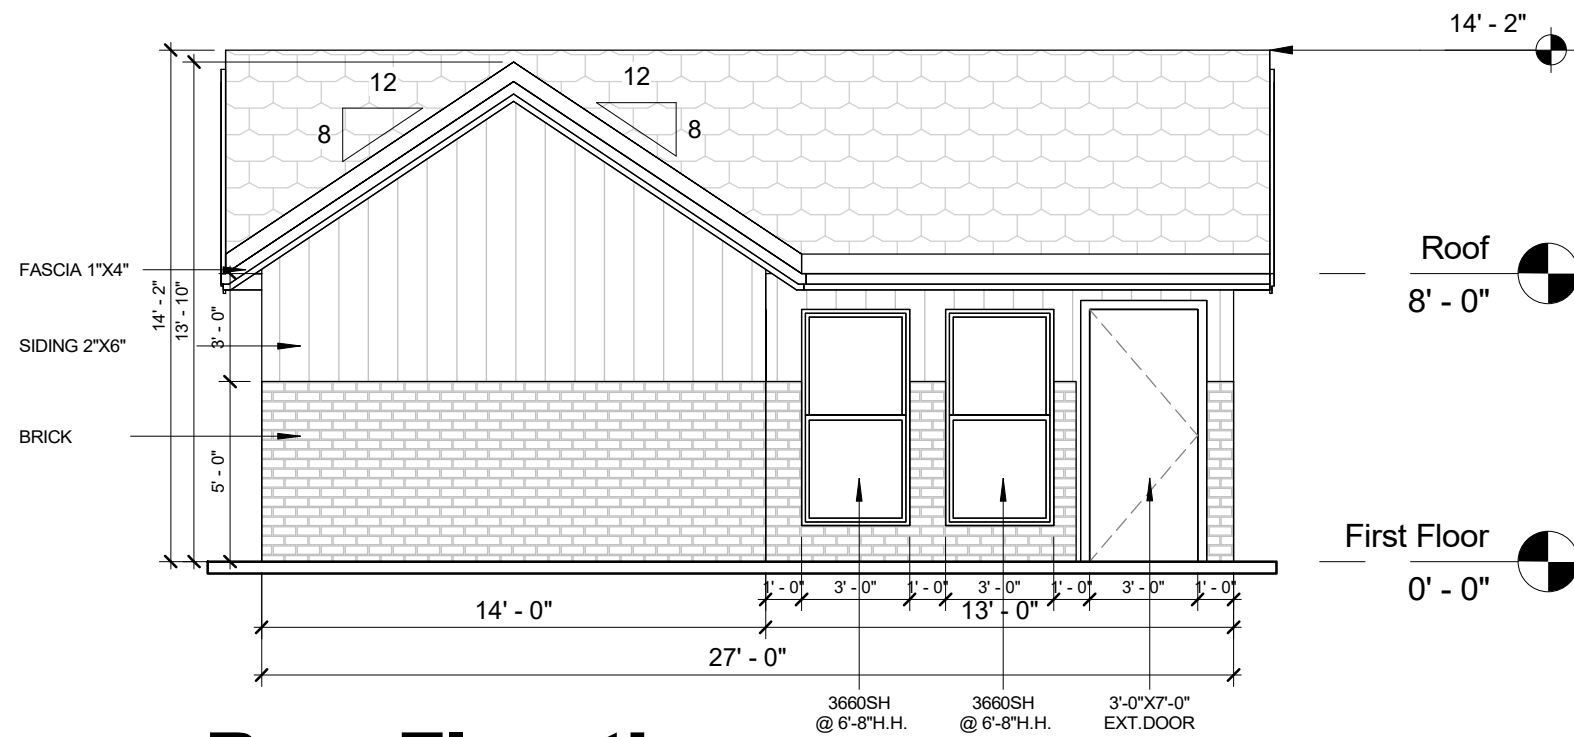 14' - 2"
12
12
8
8
Roof
8' - 0"
FASCIA 1"X4"
14' - 2"
13' - 10"
3' - 0"
SIDING 2"X6"
BRICK
5' - 0"
First Floor
0' - 0"
1' - 0"
3' - 0"
1' - 0"
3' - 0"
1' - 0"
3' - 0"
1' - 0"
14' - 0"
13' - 0"
27' - 0"
3660SH
@ 6'-8"H.H.
3660SH
@ 6'-8"H.H.
3'-0"X7'-0"
EXT.DOOR